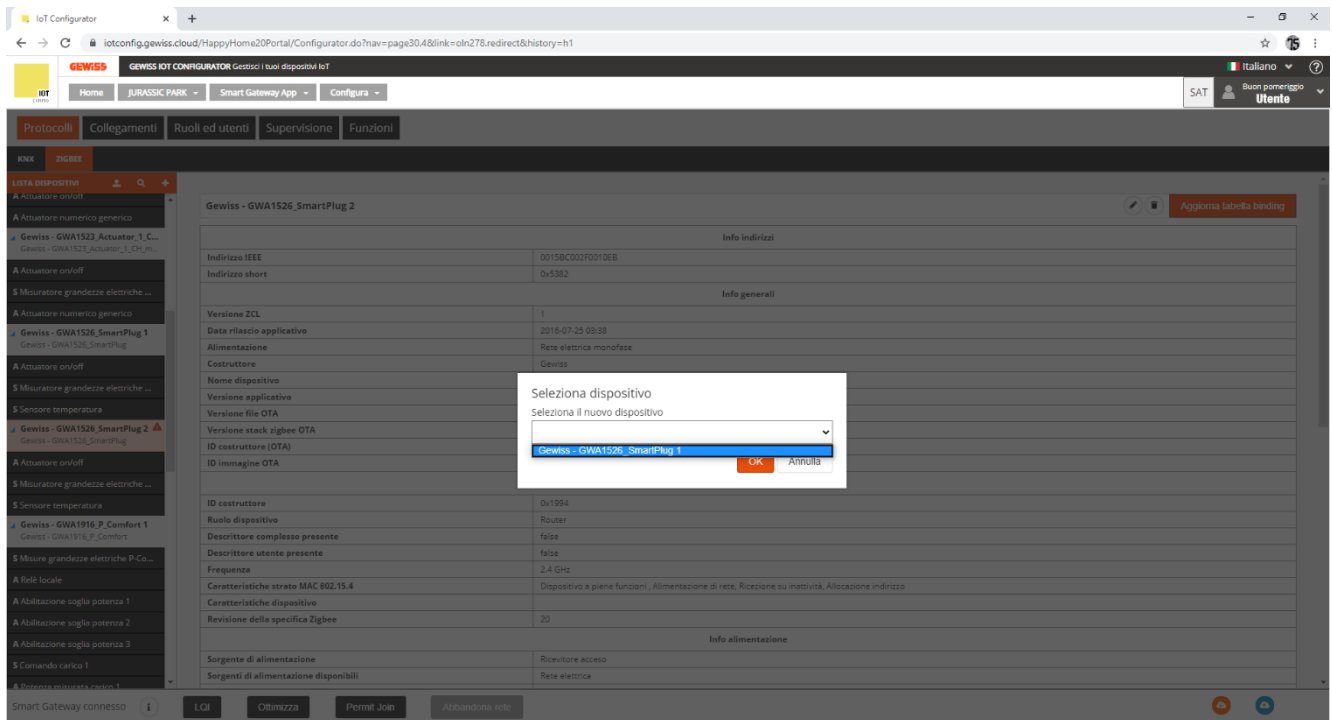 IoT Configurator
iotconfig.gewiss.cloud/HappyHome20Portal/Configurator.do?nav=page30.48&link=oln278.redirect&history=h1
GEWISS GEWISS IOT CONFIGURATOR Gestisci i tuoi dispositivi IoT Italiano
IOT
Home JURASSIC PARK Smart Gateway App Configura SAT Buon pomeriggio
Utente
Protocolli Collegamenti Ruoli ed utenti Supervisione Funzioni
KNX ZIGBEE
LISTA DISPOSITIVI
A Attuatore on/off
A Attuatore numerico generico
Gewiss - GWA1523_Actuator_1_C...
Gewiss - GWA1523_Actuator_1_CH_m...
A Attuatore on/off
S Misuratore grandezze elettriche ...
A Attuatore numerico generico
Gewiss - GWA1526_SmartPlug 1
Gewiss - GWA1526_SmartPlug
A Attuatore on/off
S Misuratore grandezze elettriche ...
S Sensore temperatura
Gewiss - GWA1526_SmartPlug 2
Gewiss - GWA1526_SmartPlug
A Attuatore on/off
S Misuratore grandezze elettriche ...
S Sensore temperatura
Gewiss - GWA1916_P_Comfort 1
Gewiss - GWA1916_P_Comfort
S Misure grandezze elettriche P-Co...
A Relè locale
A Abilitazione soglia potenza 1
A Abilitazione soglia potenza 2
A Abilitazione soglia potenza 3
S Comando carico 1
A Potenza misurata carico 1
Gewiss - GWA1526_SmartPlug 2 Aggiorna tabella binding
Info indirizzi
Indirizzo IEEE 0015BC002F0010EB
Indirizzo short 0x5382
Info generali
Versione ZCL 1
Data rilascio applicativo 2016-07-25 03:38
Alimentazione Rete elettrica monofase
Costruttore Gewiss
Nome dispositivo
Versione applicativo
Versione file OTA
Versione stack zigbee OTA
ID costruttore (OTA)
ID immagine OTA
Seleziona dispositivo
Seleziona il nuovo dispositivo
Gewiss - GWA1526_SmartPlug 1
OK Annulla
ID costruttore 0x1994
Ruolo dispositivo Router
Descrittore complesso presente false
Descrittore utente presente false
Frequenza 2.4 GHz
Caratteristiche strato MAC 802.15.4 Dispositivo a piene funzioni , Alimentazione di rete, Ricezione su inattività, Allocazione indirizzo
Caratteristiche dispositivo
Revisione della specifica Zigbee 20
Info alimentazione
Sorgente di alimentazione Ricevitore acceso
Sorgenti di alimentazione disponibili Rete elettrica
Smart Gateway connesso i LQI Ottimizza Permit Join Abbandona rete